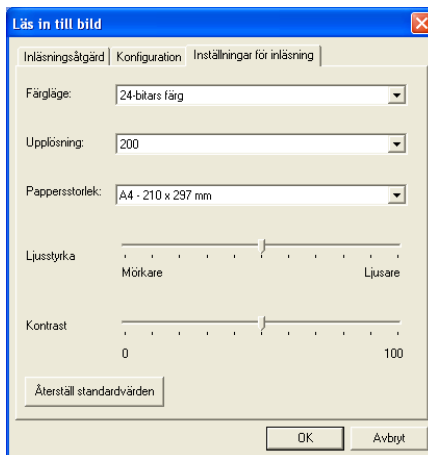 Läs in till bild
Inläsningsåtgärd Konfiguration Inställningar för inläsning
Färgläge: 24-bitars färg
Upplösning: 200
Pappersstorlek: A4 - 210 x 297 mm
Ljusstyrka
Mörkare Ljusare
Kontrast
0 100
Återställ standardvärden
OK Avbryt